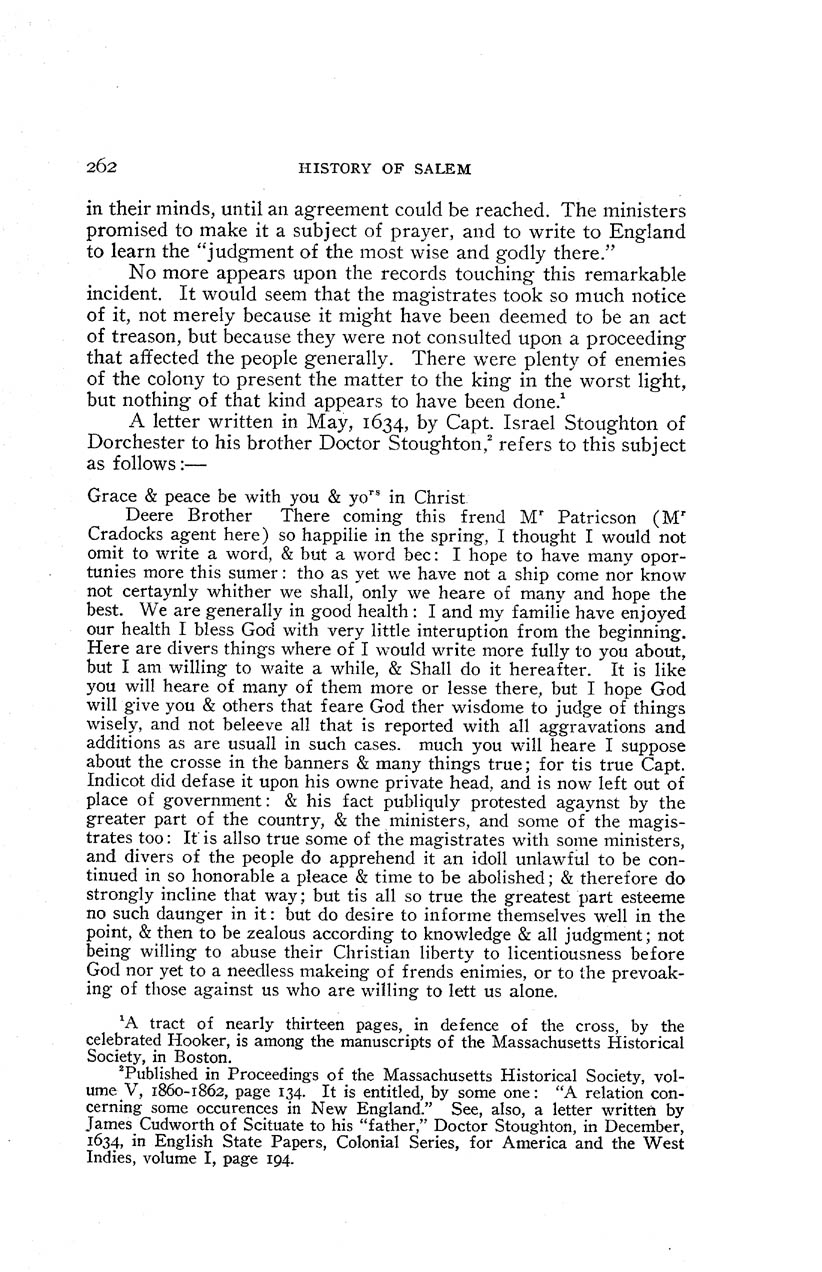 262 HISTORY OF SALEM
in their minds, until an agreement could be reached. The ministers
promised to make it a subject of prayer, and to write to England
to learn the “judgment of the most wise and godly there.”
No more appears upon the records touching this remarkable
incident. It would seem that the magistrates took so much notice
of it, not merely because it might have been deemed to be an act
of treason, but because they were not consulted upon a proceeding
that affected the people generally. There were plenty of enemies
of the colony to present the matter to the king in the worst light,
but nothing of that kind appears to have been done.¹
A letter written in May, 1634, by Capt. Israel Stoughton of
Dorchester to his brother Doctor Stoughton,² refers to this subject
as follows:—
Grace & peace be with you & yoʳˢ in Christ
Deere Brother There coming this frend Mʳ Patricson (Mʳ
Cradocks agent here) so happilie in the spring, I thought I would not
omit to write a word, & but a word bec: I hope to have many opor-
tunies more this sumer: tho as yet we have not a ship come nor know
not certaynly whither we shall, only we heare of many and hope the
best. We are generally in good health: I and my familie have enjoyed
our health I bless God with very little interuption from the beginning.
Here are divers things where of I would write more fully to you about,
but I am willing to waite a while, & Shall do it hereafter. It is like
you will heare of many of them more or lesse there, but I hope God
will give you & others that feare God ther wisdome to judge of things
wisely, and not beleeve all that is reported with all aggravations and
additions as are usuall in such cases. much you will heare I suppose
about the crosse in the banners & many things true; for tis true Capt.
Indicot did defase it upon his owne private head, and is now left out of
place of government: & his fact publiquly protested agaynst by the
greater part of the country, & the ministers, and some of the magis-
trates too: It is allso true some of the magistrates with some ministers,
and divers of the people do apprehend it an idoll unlawful to be con-
tinued in so honorable a pleace & time to be abolished; & therefore do
strongly incline that way; but tis all so true the greatest part esteeme
no such daunger in it: but do desire to informe themselves well in the
point, & then to be zealous according to knowledge & all judgment; not
being willing to abuse their Christian liberty to licentiousness before
God nor yet to a needless makeing of frends enimies, or to the prevoak-
ing of those against us who are willing to lett us alone.
¹A tract of nearly thirteen pages, in defence of the cross, by the
celebrated Hooker, is among the manuscripts of the Massachusetts Historical
Society, in Boston.
²Published in Proceedings of the Massachusetts Historical Society, vol-
ume V, 1860-1862, page 134. It is entitled, by some one: “A relation con-
cerning some occurences in New England.” See, also, a letter written by
James Cudworth of Scituate to his “father,” Doctor Stoughton, in December,
1634, in English State Papers, Colonial Series, for America and the West
Indies, volume I, page 194.